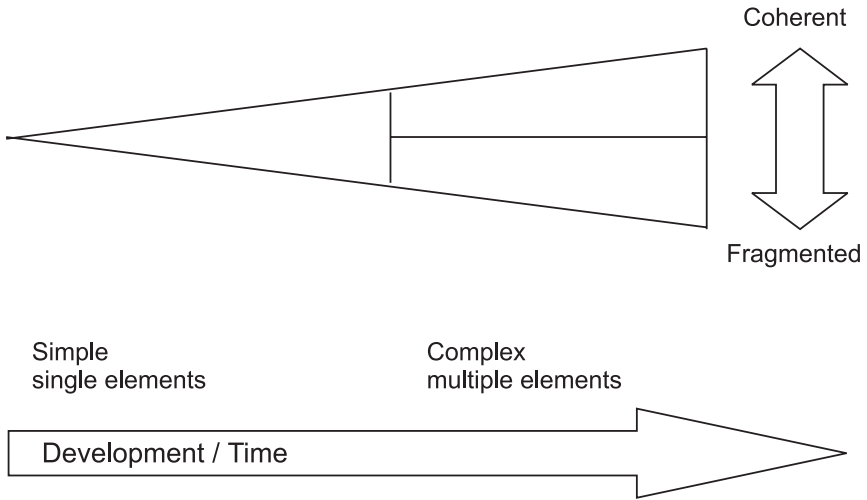 Coherent
Fragmented
Simple
single elements
Complex
multiple elements
Development / Time